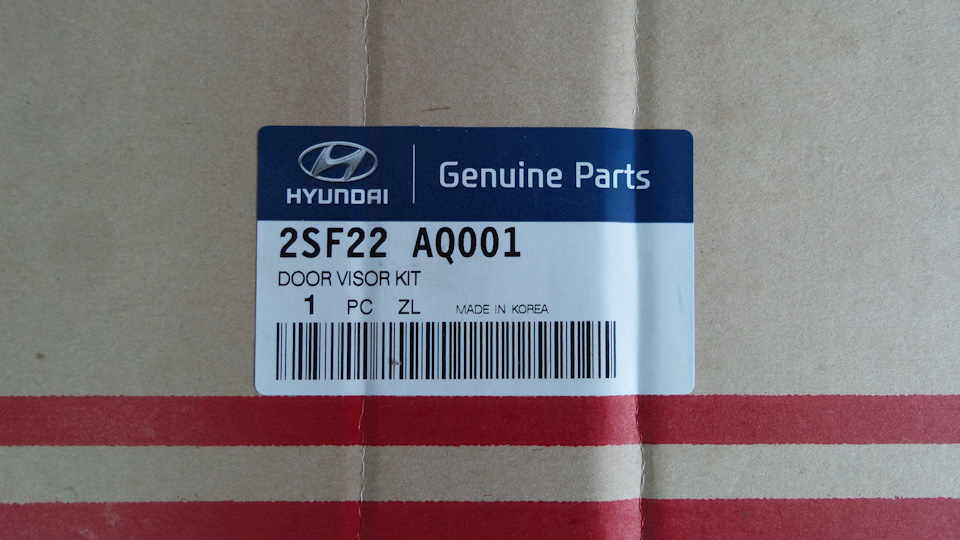 HYUNDAI
Genuine Parts
2SF22 AQ001
DOOR VISOR KIT
1 PC ZL MADE IN KOREA